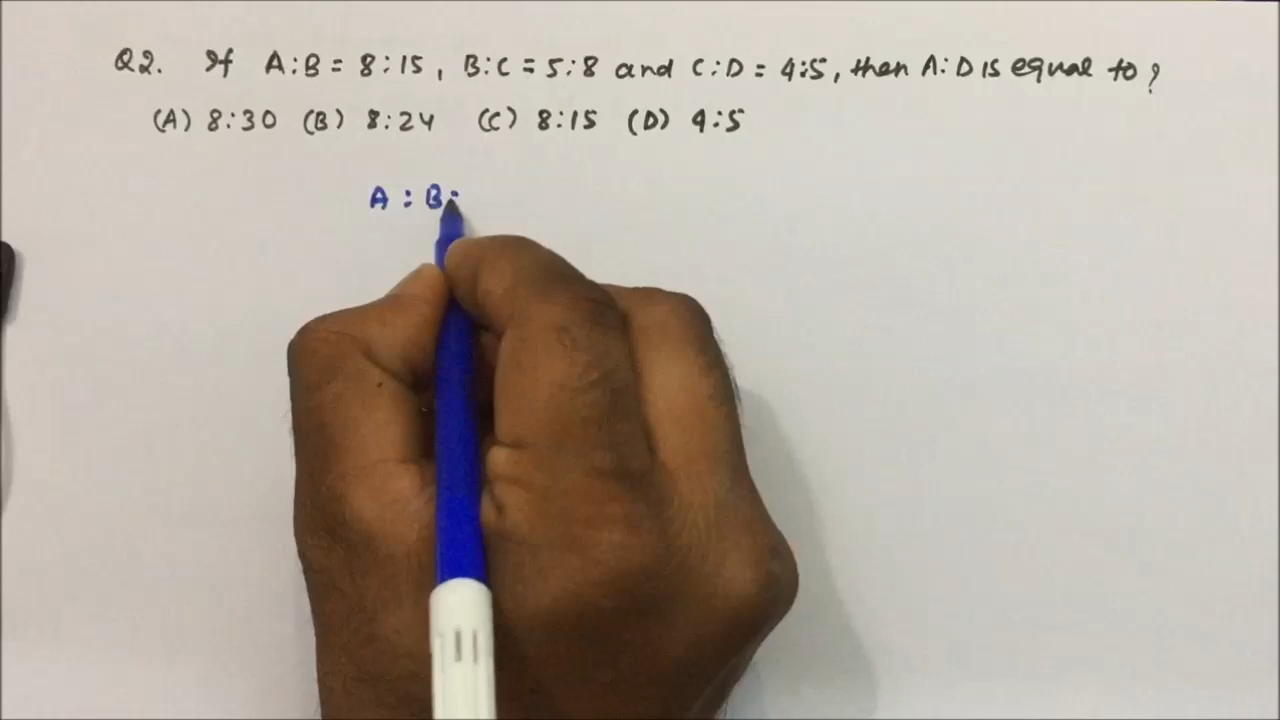 Q2. If A:B = 8:15, B:C = 5:8 and C:D = 4:5, then A:D is equal to?
(A) 8:30 (B) 8:24 (C) 8:15 (D) 4:5
A : B :